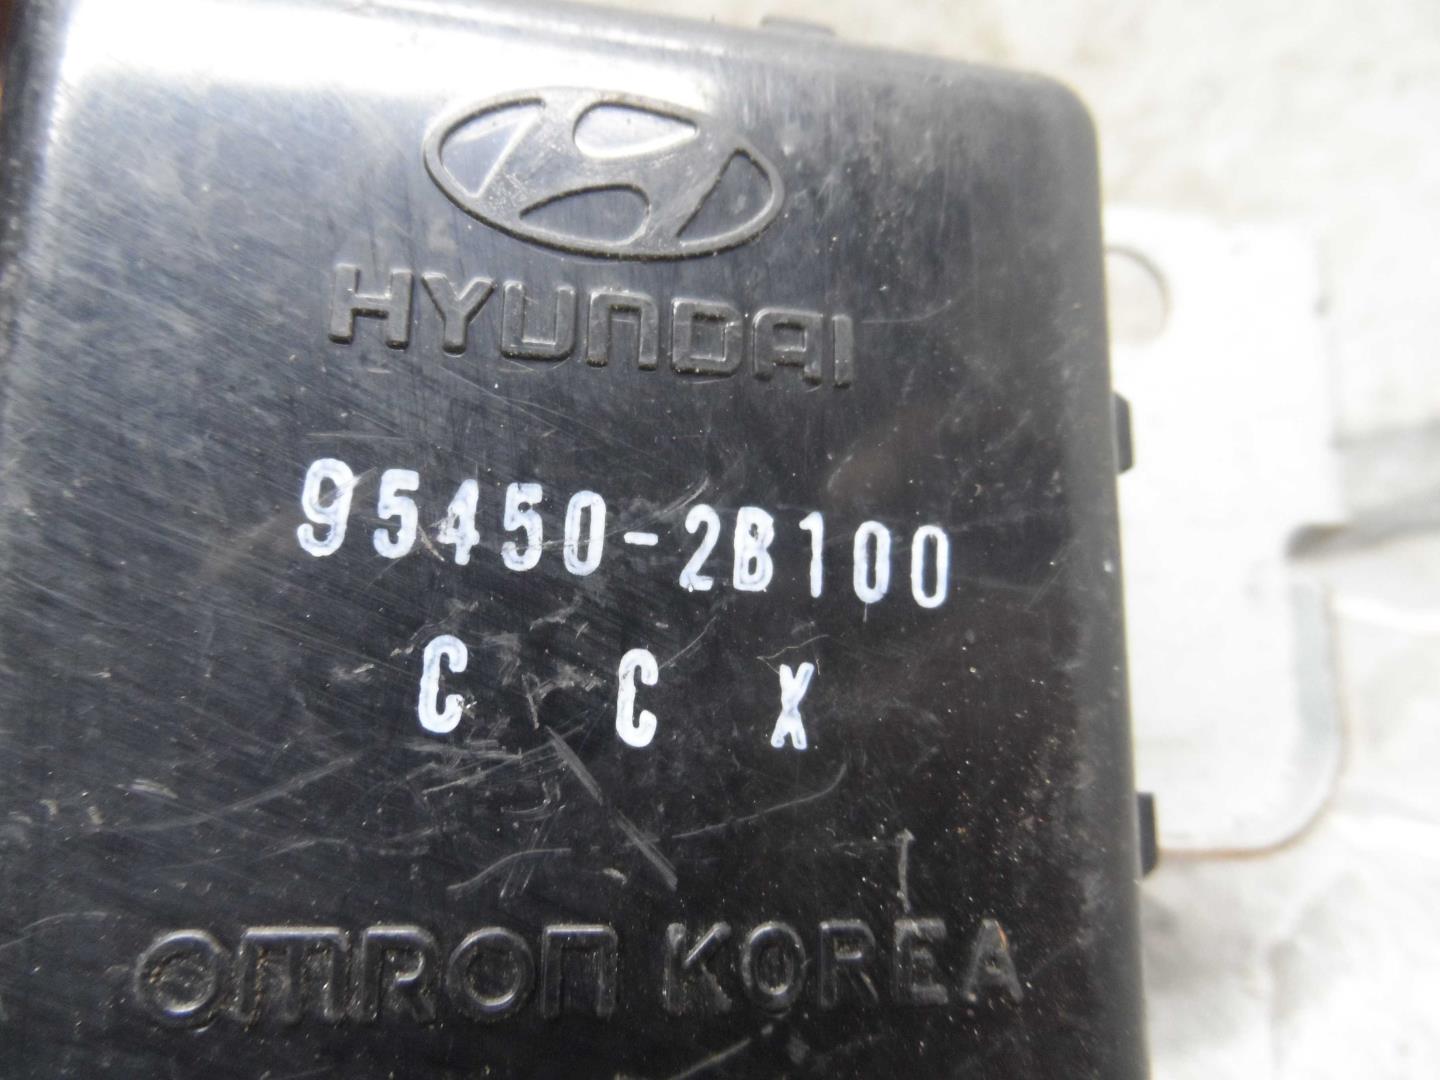 HYUNDAI
95450-2B100
C C X
OMRON KOREA